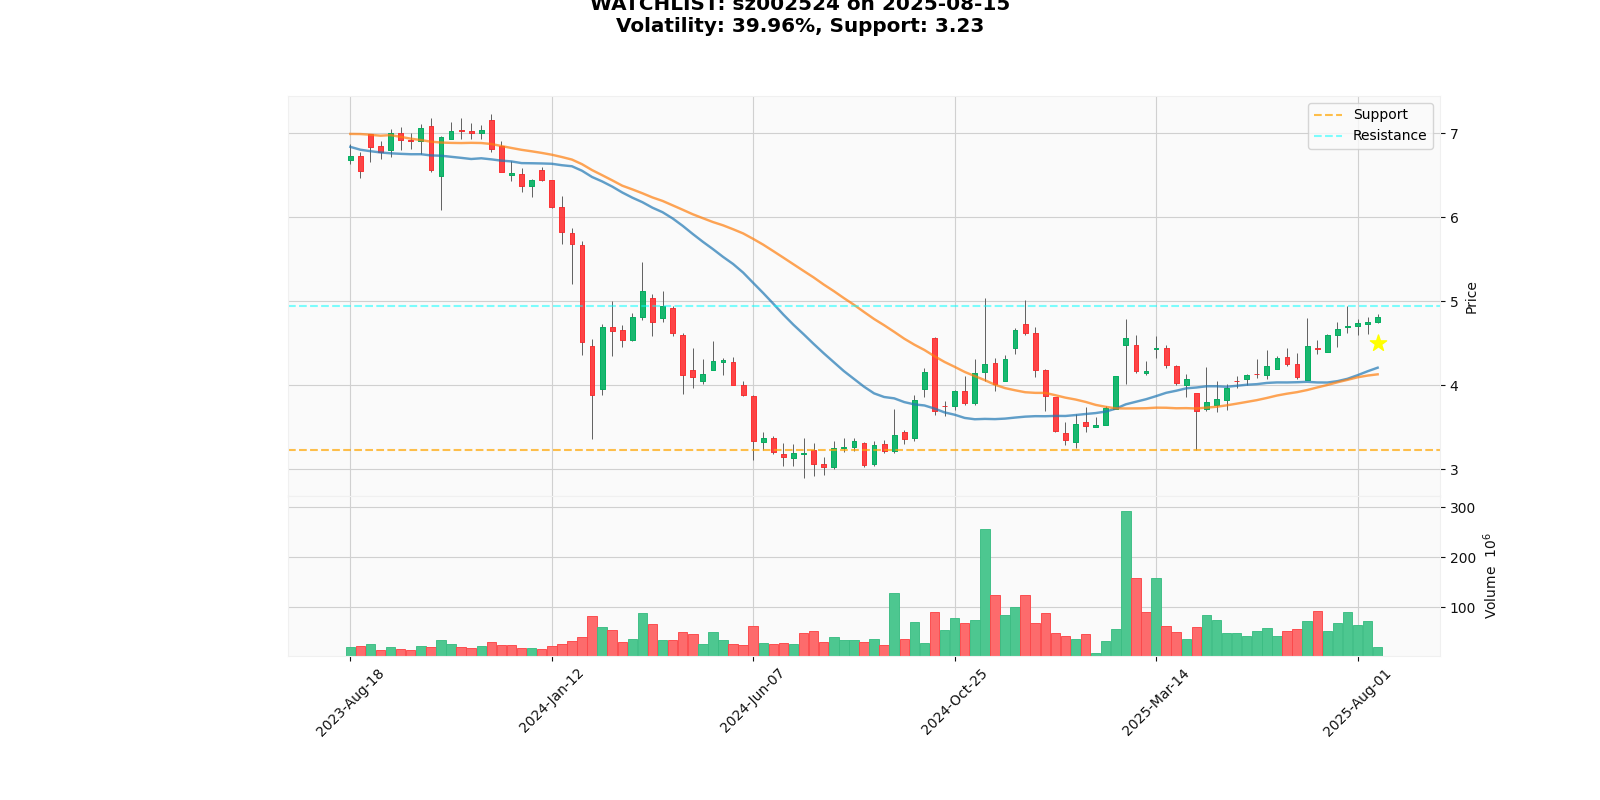 WATCHLIST: sz002524 on 2025-08-15
Volatility: 39.96%, Support: 3.23
Support
Resistance
7
6
5
4
3
Price
300
200
100
Volume 10⁶
2023-Aug-18
2024-Jan-12
2024-Jun-07
2024-Oct-25
2025-Mar-14
2025-Aug-01